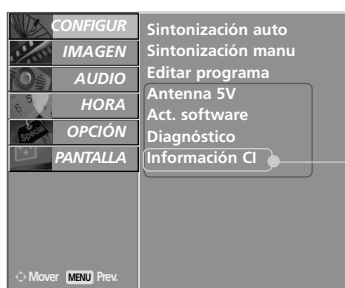 CONFIGUR
IMAGEN
AUDIO
HORA
OPCIÓN
PANTALLA
Sintonización auto
Sintonización manu
Editar programa
Antenna 5V
Act. software
Diagnóstico
Información CI
Mover MENU Prev.